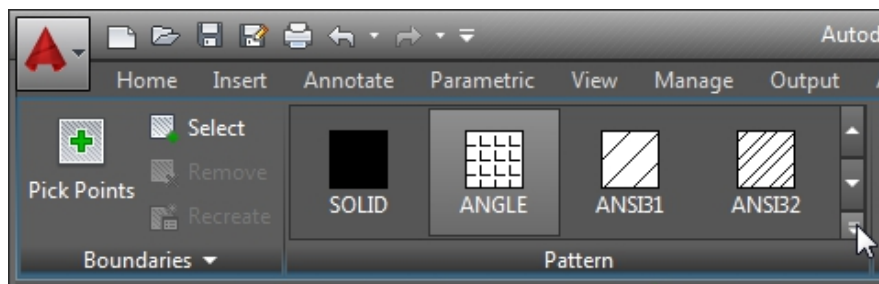 Autod
Home Insert Annotate Parametric View Manage Output
Select
Remove
Pick Points
Recreate
SOLID ANGLE ANSI31 ANSI32
Boundaries Pattern